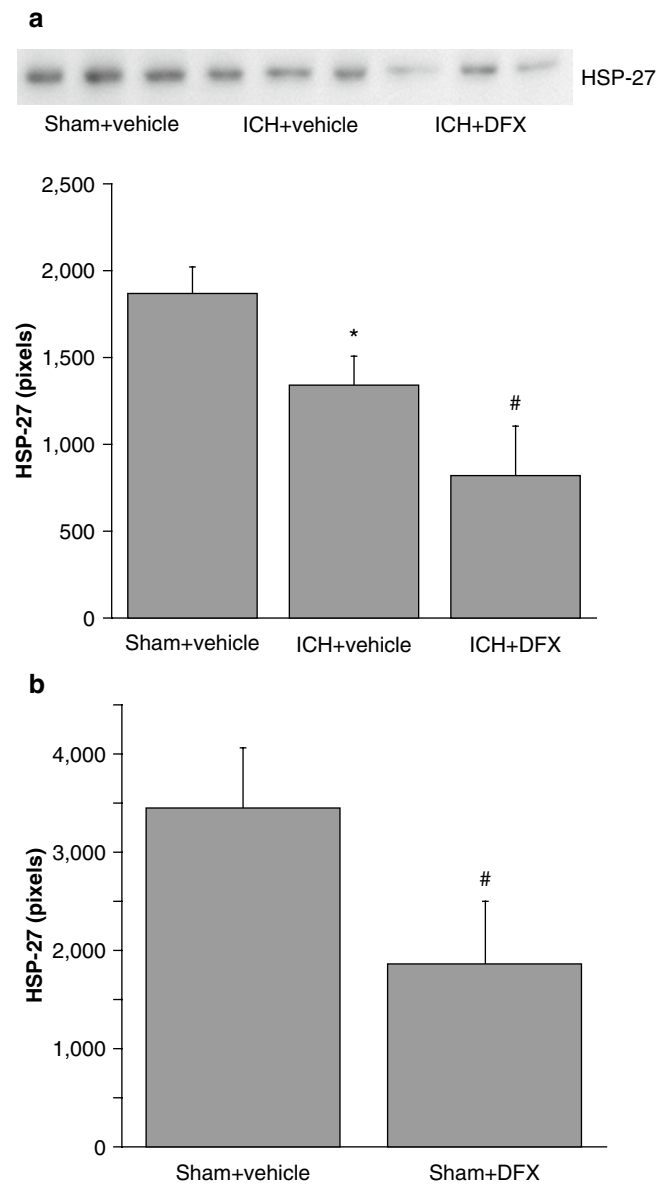 a
HSP-27
Sham+vehicle ICH+vehicle ICH+DFX
2,500
2,000
1,500
1,000
500
0
HSP-27 (pixels)
*
#
Sham+vehicle ICH+vehicle ICH+DFX
b
4,000
3,000
2,000
1,000
0
HSP-27 (pixels)
#
Sham+vehicle Sham+DFX